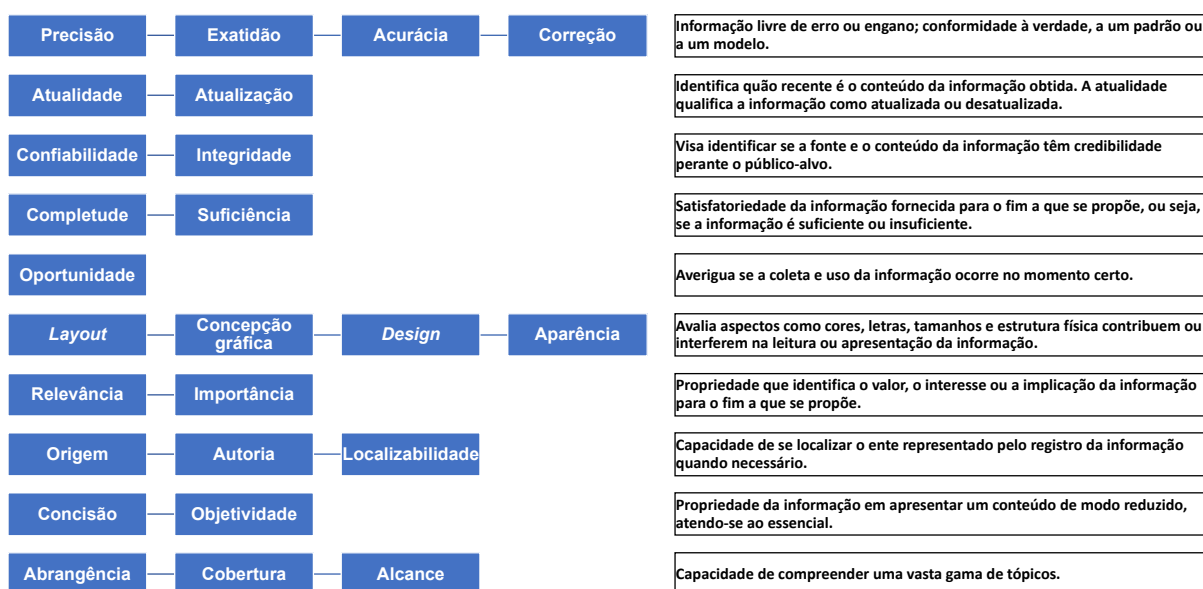 Precisão Exatidão Acurácia Correção
Informação livre de erro ou engano; conformidade à verdade, a um padrão ou
a um modelo.
Atualidade Atualização
Identifica quão recente é o conteúdo da informação obtida. A atualidade
qualifica a informação como atualizada ou desatualizada.
Confiabilidade Integridade
Visa identificar se a fonte e o conteúdo da informação têm credibilidade
perante o público-alvo.
Completude Suficiência
Satisfatoriedade da informação fornecida para o fim a que se propõe, ou seja,
se a informação é suficiente ou insuficiente.
Oportunidade
Averigua se a coleta e uso da informação ocorre no momento certo.
Layout Concepção gráfica Design Aparência
Avalia aspectos como cores, letras, tamanhos e estrutura física contribuem ou
interferem na leitura ou apresentação da informação.
Relevância Importância
Propriedade que identifica o valor, o interesse ou a implicação da informação
para o fim a que se propõe.
Origem Autoria Localizabilidade
Capacidade de se localizar o ente representado pelo registro da informação
quando necessário.
Concisão Objetividade
Propriedade da informação em apresentar um conteúdo de modo reduzido,
atendo-se ao essencial.
Abrangência Cobertura Alcance
Capacidade de compreender uma vasta gama de tópicos.